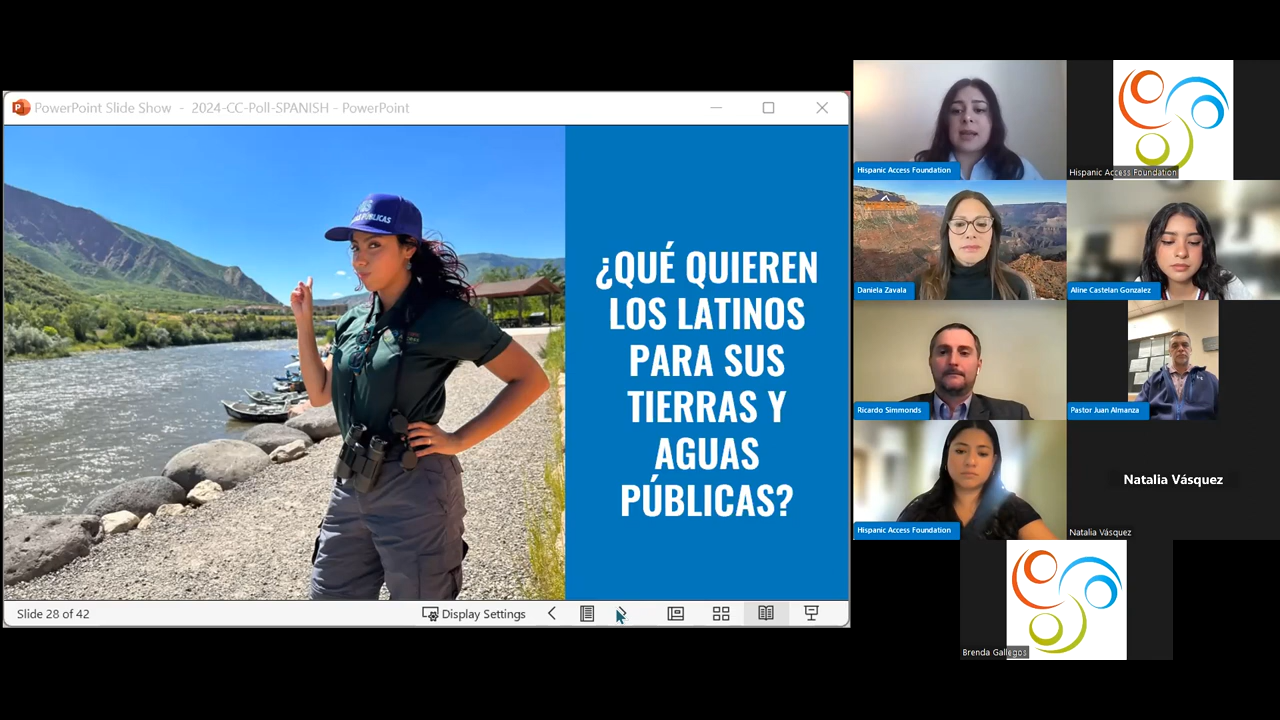 PowerPoint Slide Show - 2024-CC-Poll-SPANISH - PowerPoint
PÚBLICAS
¿QUÉ QUIEREN
LOS LATINOS
PARA SUS
TIERRAS Y
AGUAS
PÚBLICAS?
Slide 28 of 42
Display Settings
Hispanic Access Foundation
Hispanic Access Foundation
Daniela Zavala
Aline Castelan Gonzalez
Ricardo Simmonds
Pastor Juan Almanza
Hispanic Access Foundation
Natalia Vásquez
Natalia Vásquez
Brenda Gallegos